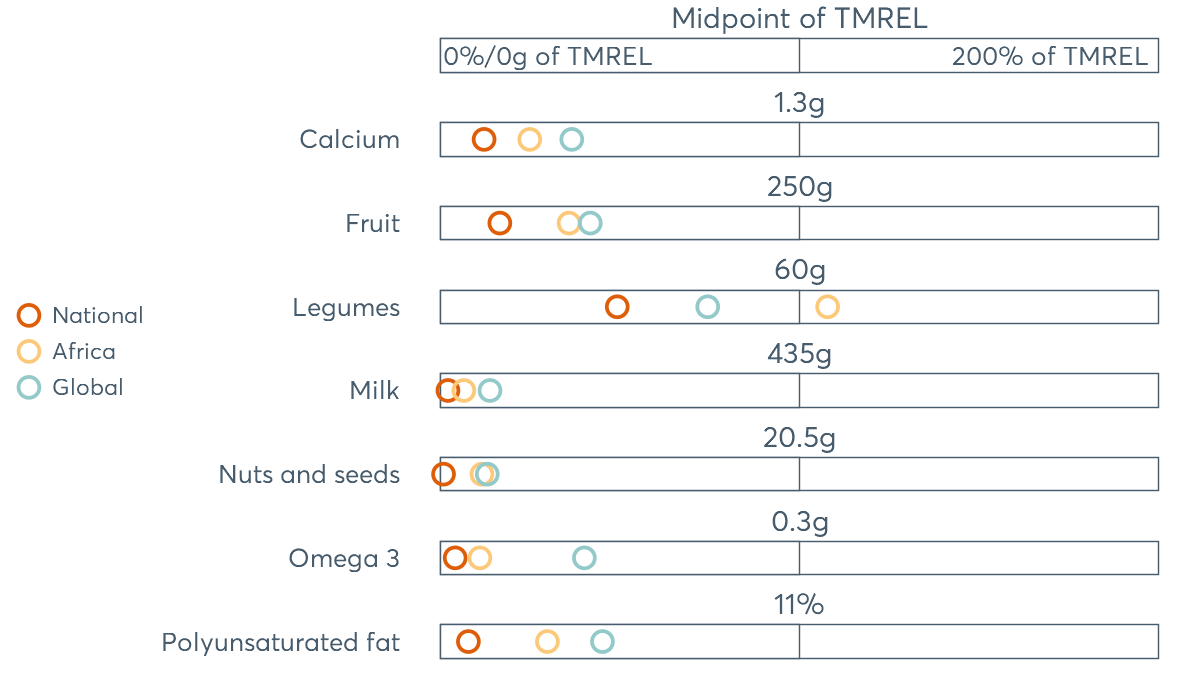 Midpoint of TMREL
0%/0g of TMREL
200% of TMREL
1.3g
Calcium
250g
Fruit
60g
Legumes
National
Africa
Global
435g
Milk
20.5g
Nuts and seeds
0.3g
Omega 3
11%
Polyunsaturated fat